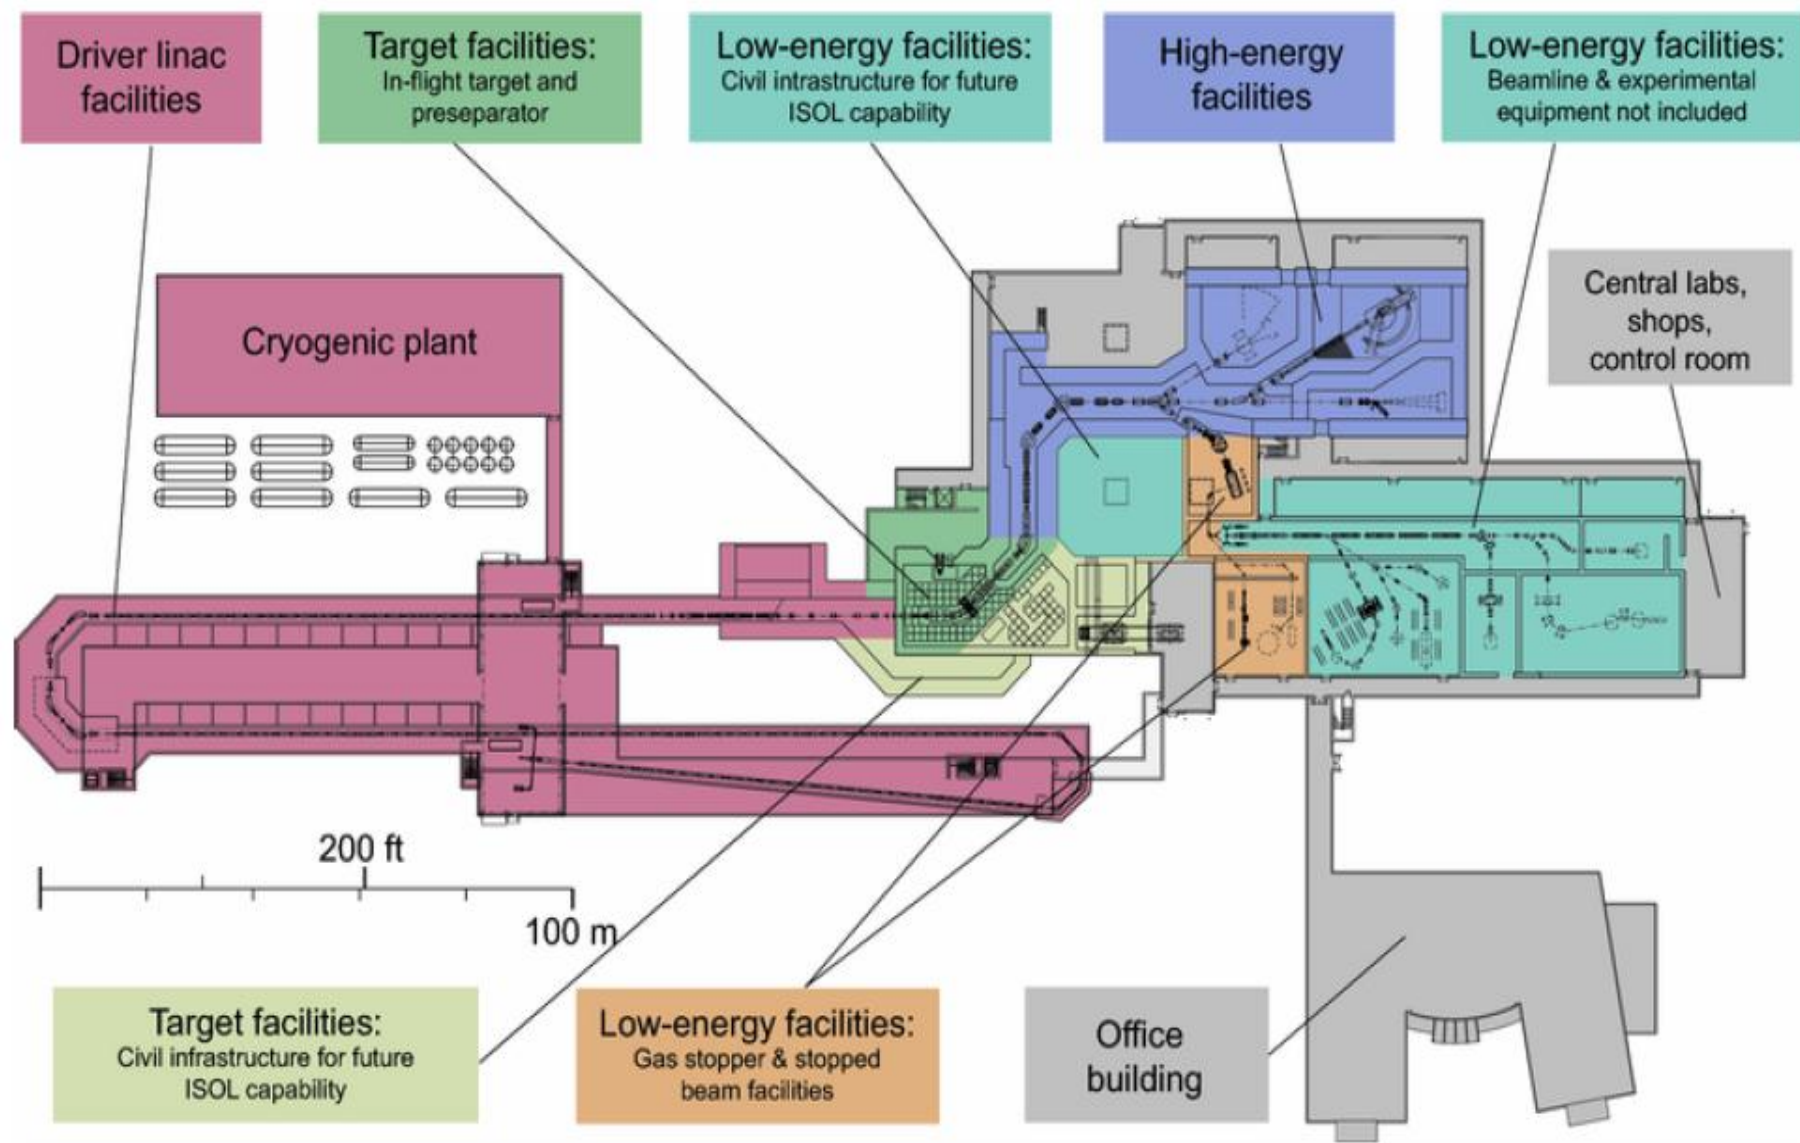 Driver linac
facilities
Target facilities:
In-flight target and
preseparator
Low-energy facilities:
Civil intrastructure for future
ISOL capability
High-energy
facilities
Low-energy facilities:
Beamline & experimental
equipment not included
Central labs,
shops,
control room
Cryogenic plant
200 ft
100 m
Target facilities:
Civil infrastructure for future
ISOL capability
Low-energy facilities:
Gas stopper & stopped
beam facilities
Office
building